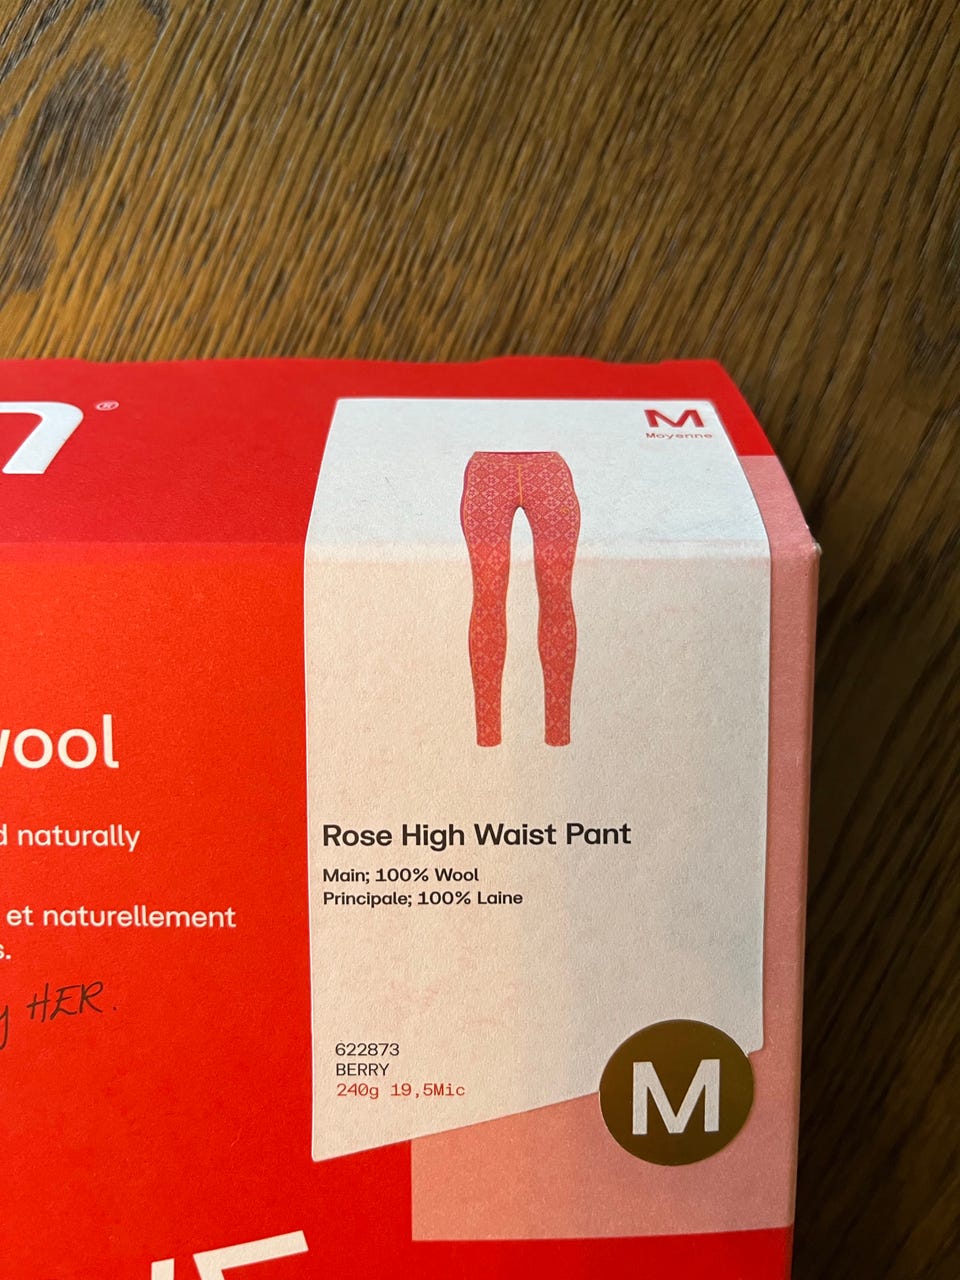 ®
M
Moyenne
wool
d naturally
et naturellement
s.
y HER.
Rose High Waist Pant
Main; 100% Wool
Principale; 100% Laine
622873
BERRY
240g 19,5Mic
M